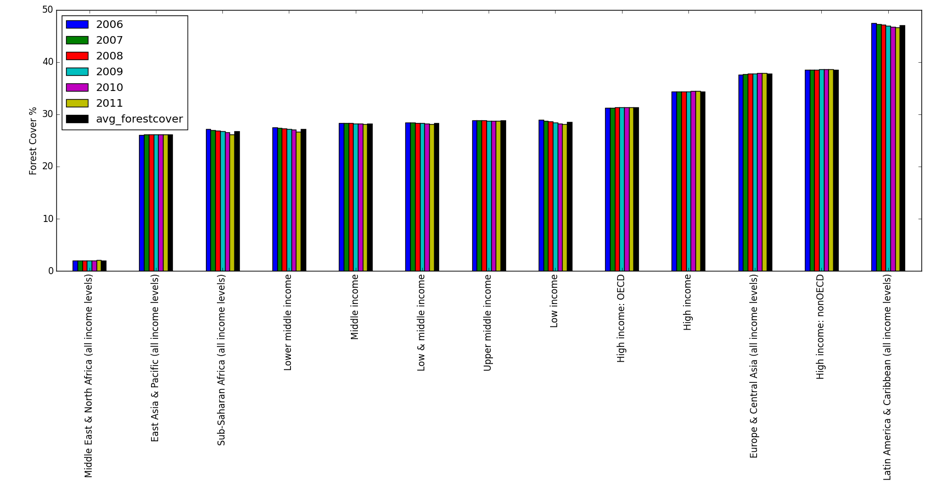 50
40
30
20
10
0
Forest Cover %
2006
2007
2008
2009
2010
2011
avg_forestcover
Middle East & North Africa (all income levels)
East Asia & Pacific (all income levels)
Sub-Saharan Africa (all income levels)
Lower middle income
Middle income
Low & middle income
Upper middle income
Low income
High income: OECD
High income
Europe & Central Asia (all income levels)
High income: nonOECD
Latin America & Caribbean (all income levels)